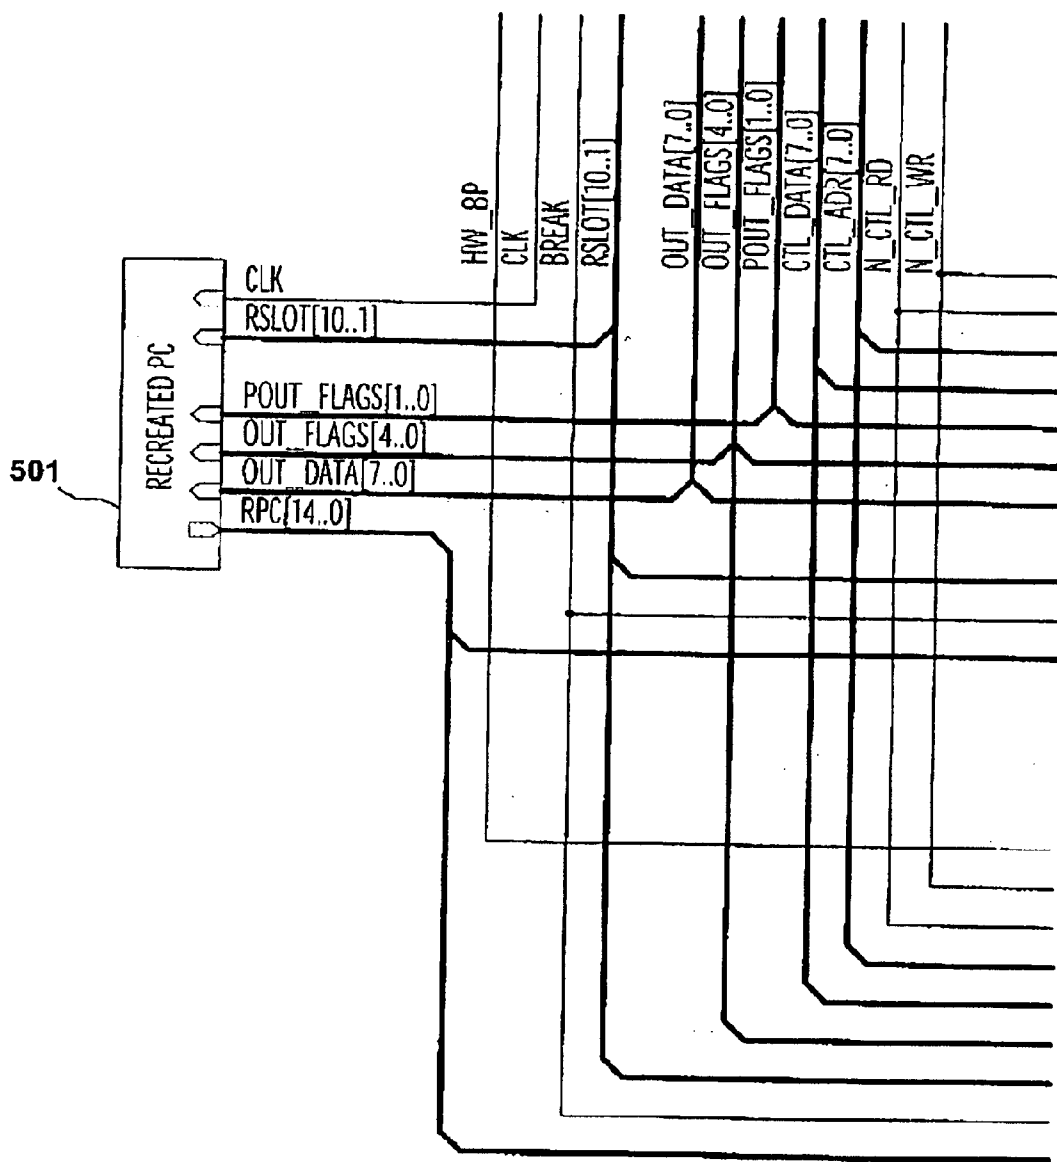 HW_BP
CLK
BREAK
RSLOT[10..1]
OUT_DATA[7..0]
OUT_FLAGS[4..0]
POUT_FLAGS[1..0]
CTL_DATA[7..0]
CTL_ADR[7..0]
N_CTL_RD
N_CTL_WR
RECREATED PC
CLK
RSLOT[10..1]
POUT_FLAGS[1..0]
OUT_FLAGS[4..0]
OUT_DATA[7..0]
RPC[14..0]
501